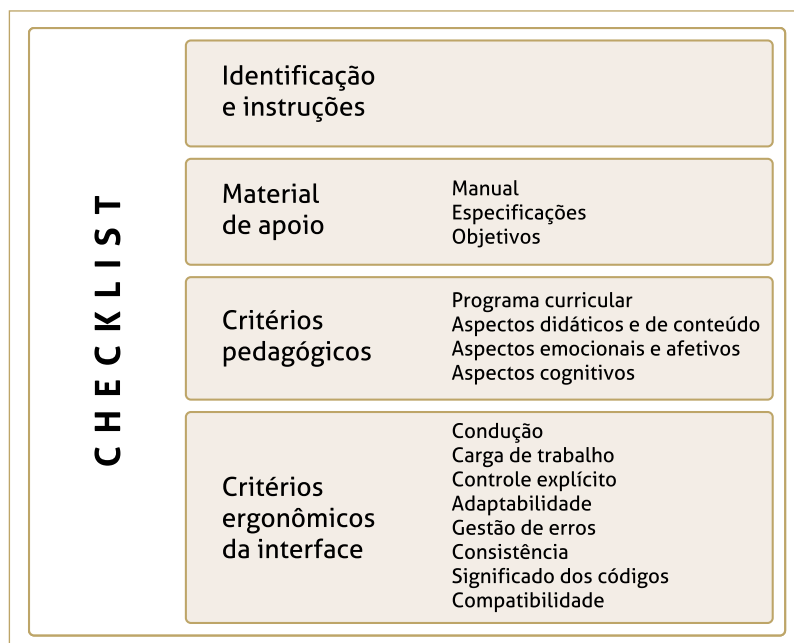 CHECKLIST
Identificação
e instruções
Material
de apoio
Manual
Especificações
Objetivos
Critérios
pedagógicos
Programa curricular
Aspectos didáticos e de conteúdo
Aspectos emocionais e afetivos
Aspectos cognitivos
Critérios
ergonômicos
da interface
Condução
Carga de trabalho
Controle explícito
Adaptabilidade
Gestão de erros
Consistência
Significado dos códigos
Compatibilidade